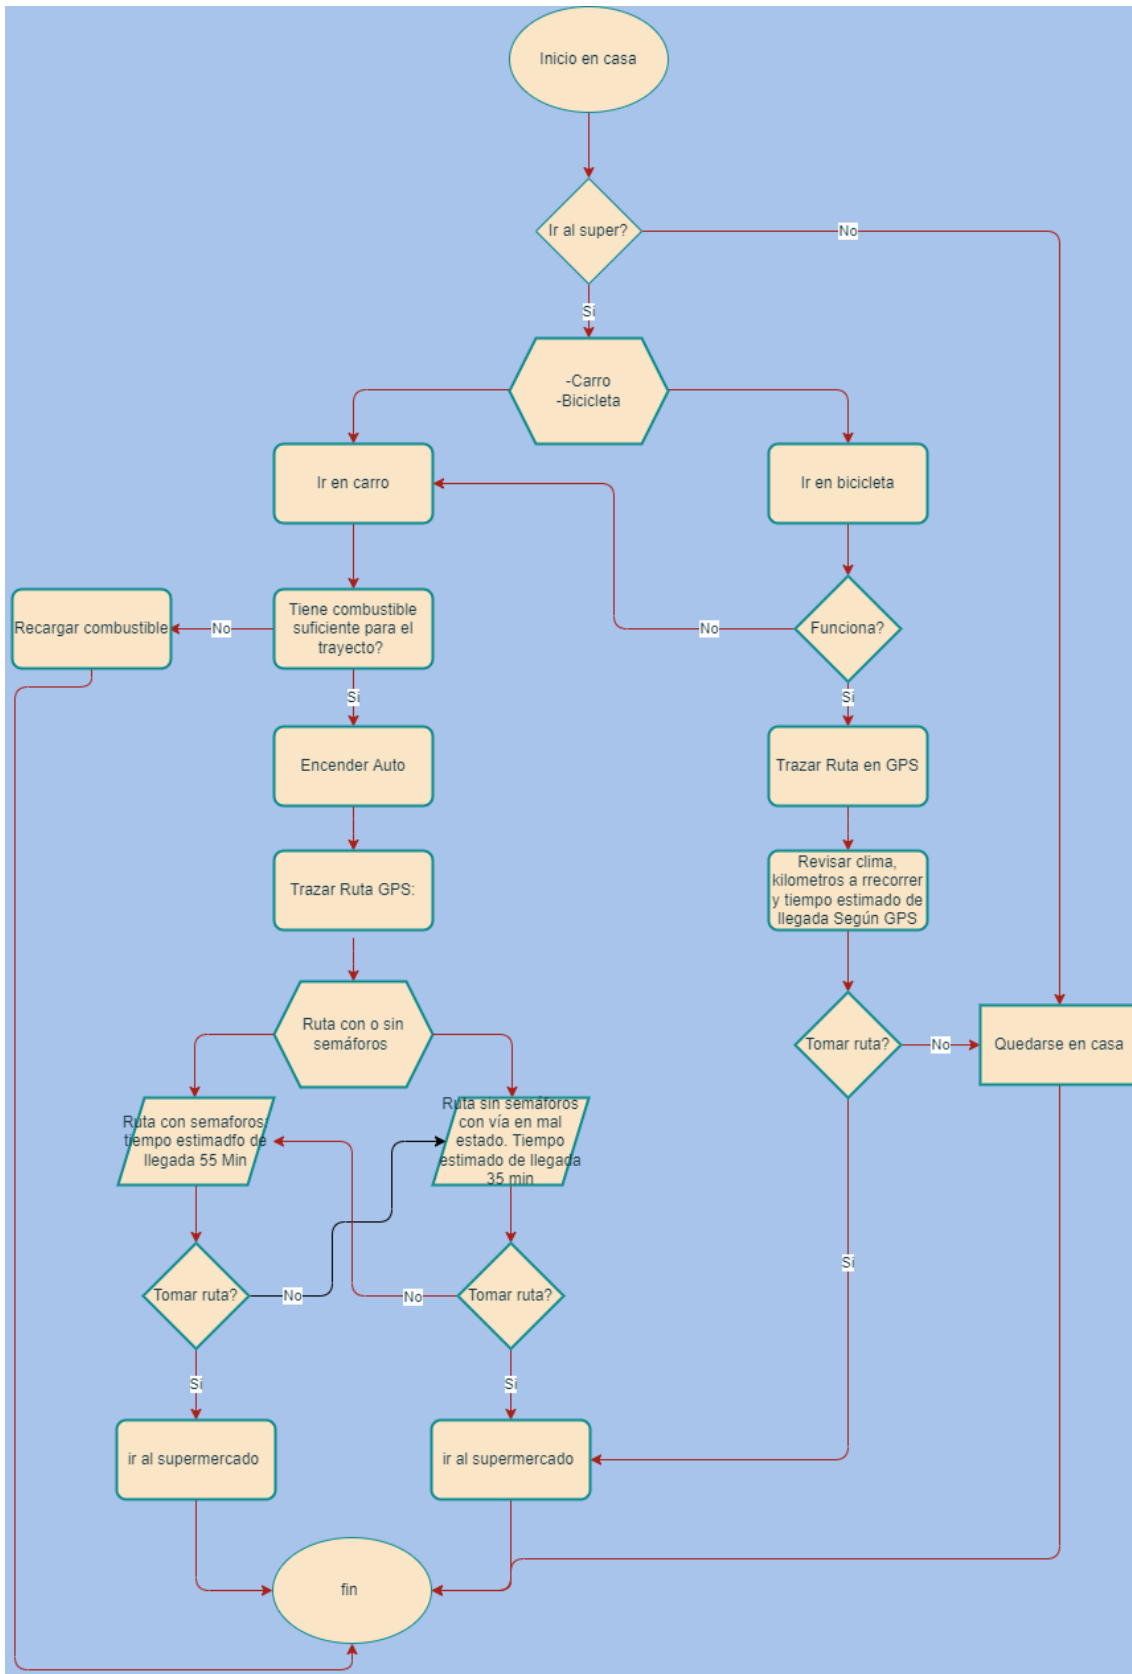 Inicio en casa
Ir al super?
No
Si
-Carro
-Bicicleta
Ir en carro
Ir en bicicleta
Recargar combustible
No
Tiene combustible
suficiente para el
trayecto?
No
Funciona?
Si
Si
Encender Auto
Trazar Ruta en GPS
Trazar Ruta GPS:
Revisar clima,
kilometros a rrecorrer
y tiempo estimado de
llegada Según GPS
Ruta con o sin
semáforos
Tomar ruta?
No
Quedarse en casa
Ruta con semaforos:
tiempo estimadfo de
llegada 55 Min
Ruta sin semáforos
con vía en mal
estado. Tiempo
estimado de llegada
35 min
Si
Tomar ruta?
No
No
Tomar ruta?
Si
Si
ir al supermercado
ir al supermercado
fin